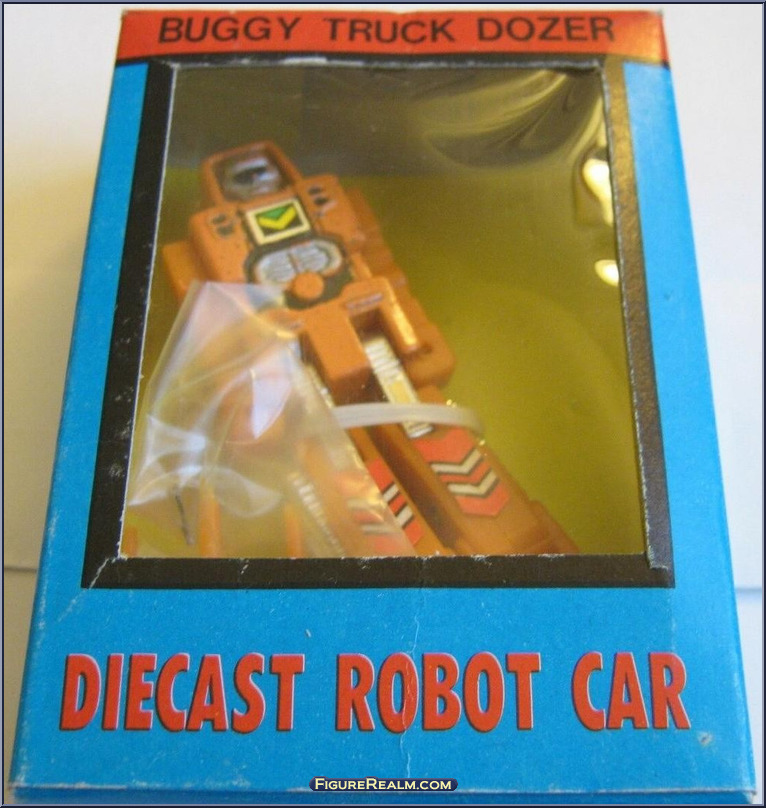 BUGGY TRUCK DOZER
DIECAST ROBOT CAR
FIGUREREALM.COM